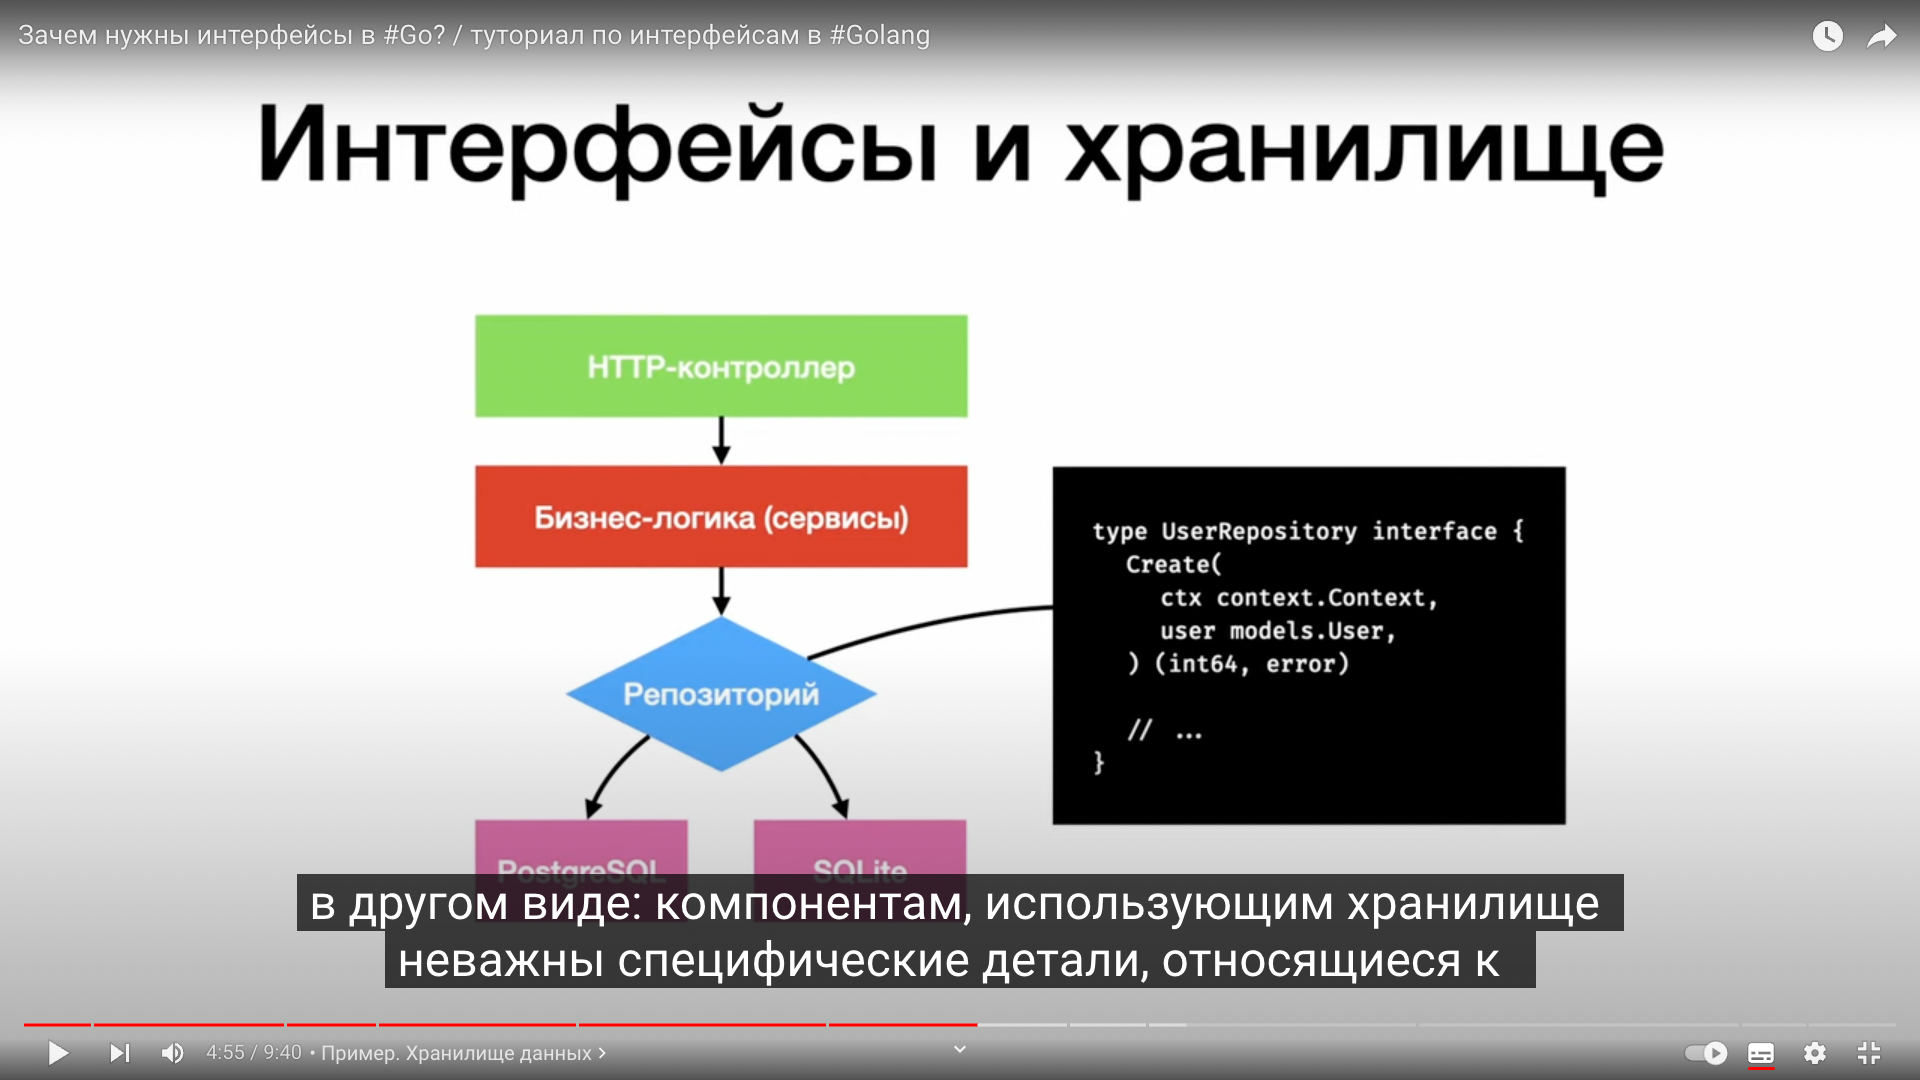 Зачем нужны интерфейсы в #Go? / туториал по интерфейсам в #Golang
Интерфейсы и хранилище
HTTP-контроллер
Бизнес-логика (сервисы)
Репозиторий
type UserRepository interface {
Create(
ctx context.Context,
user models.User,
) (int64, error)
// ...
}
PostgreSQL
SQLite
в другом виде: компонентам, использующим хранилище
неважны специфические детали, относящиеся к
4:55 / 9:40 • Пример. Хранилище данных